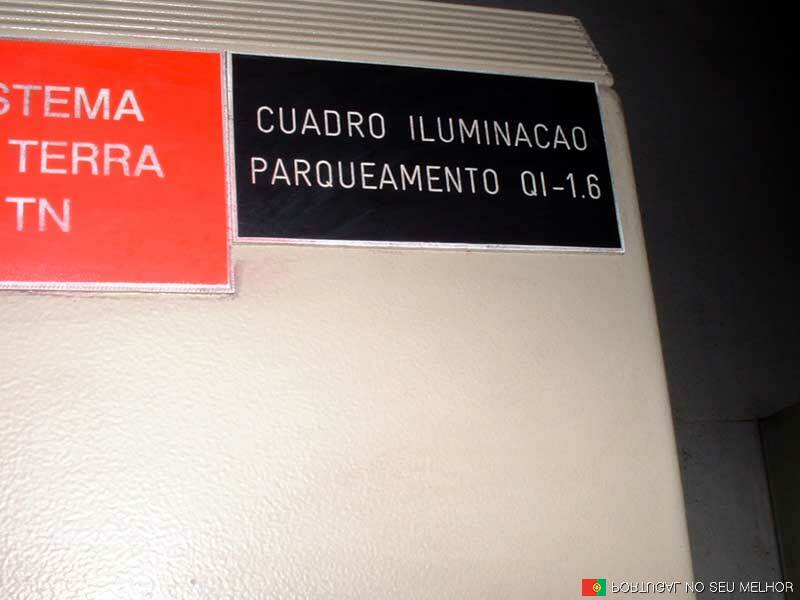 STEMA
TERRA
TN
CUADRO ILUMINACAO
PARQUEAMENTO QI-1.6
PORTUGAL NO SEU MELHOR